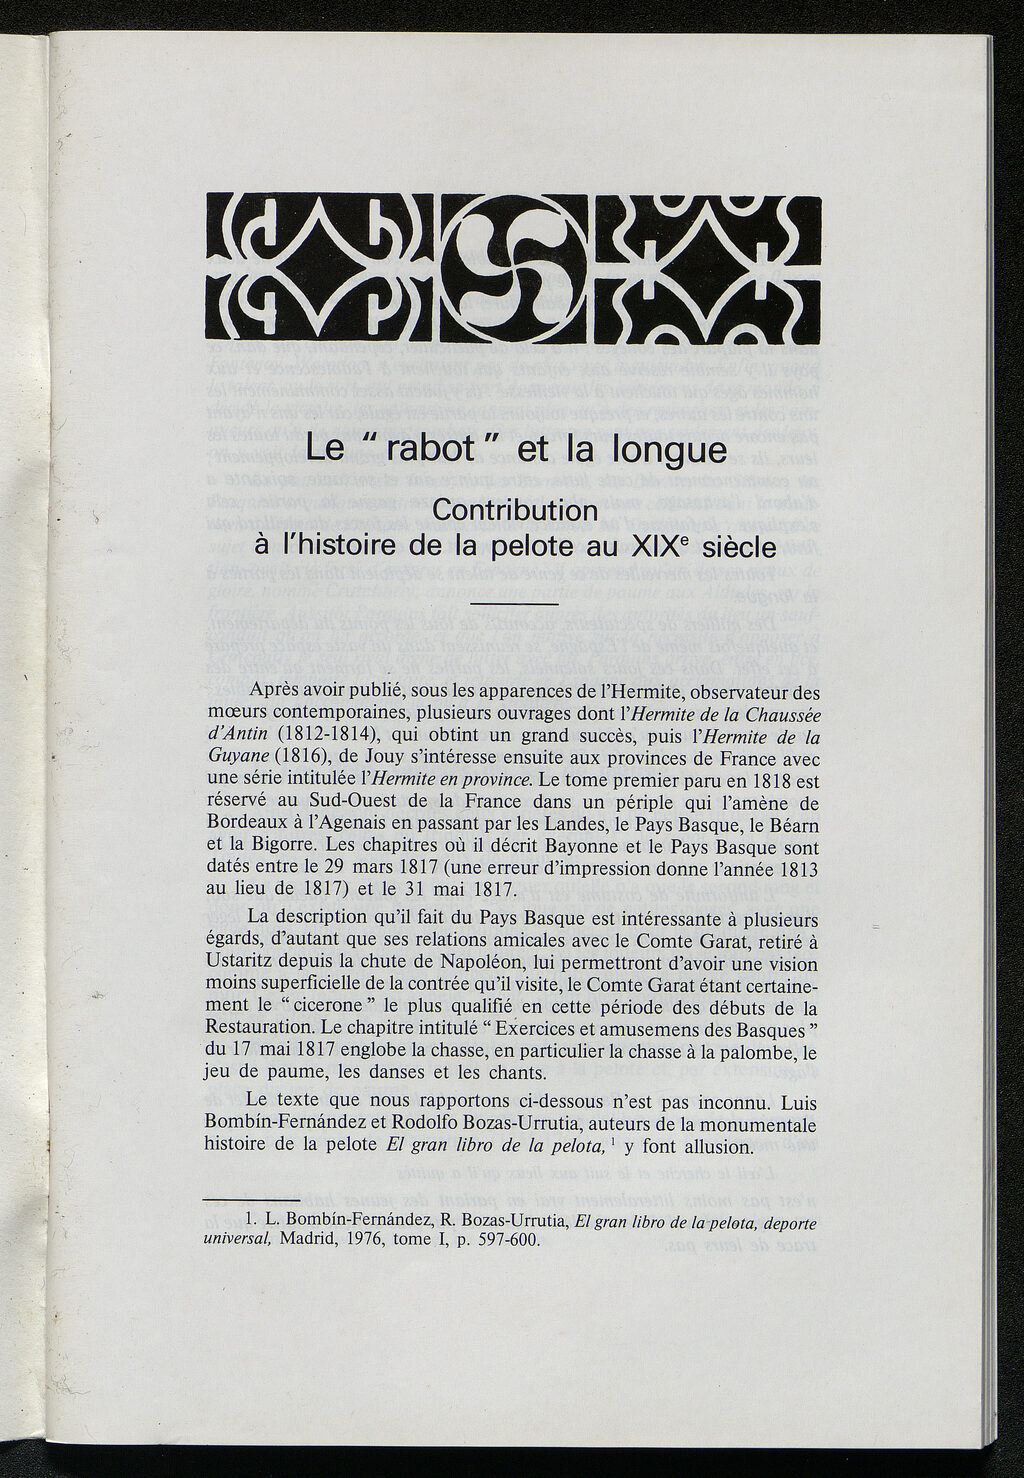 Le " rabot " et la longue
Contribution
à l'histoire de la pelote au XIXe siècle
Après avoir publié, sous les apparences de l'Hermite, observateur des
mœurs contemporaines, plusieurs ouvrages dont l'Hermite de la Chaussée
d'Antin (1812-1814), qui obtint un grand succès, puis l'Hermite de la
Guyane (1816), de Jouy s'intéresse ensuite aux provinces de France avec
une série intitulée l'Hermite en province. Le tome premier paru en 1818 est
réservé au Sud-Ouest de la France dans un périple qui l'amène de
Bordeaux à l'Agenais en passant par les Landes, le Pays Basque, le Béarn
et la Bigorre. Les chapitres où il décrit Bayonne et le Pays Basque sont
datés entre le 29 mars 1817 (une erreur d'impression donne l'année 1813
au lieu de 1817) et le 31 mai 1817.
La description qu'il fait du Pays Basque est intéressante à plusieurs
égards, d'autant que ses relations amicales avec le Comte Garat, retiré à
Ustaritz depuis la chute de Napoléon, lui permettront d'avoir une vision
moins superficielle de la contrée qu'il visite, le Comte Garat étant certaine-
ment le " cicerone " le plus qualifié en cette période des débuts de la
Restauration. Le chapitre intitulé " Exercices et amusemens des Basques "
du 17 mai 1817 englobe la chasse, en particulier la chasse à la palombe, le
jeu de paume, les danses et les chants.
Le texte que nous rapportons ci-dessous n'est pas inconnu. Luis
Bombín-Fernández et Rodolfo Bozas-Urrutia, auteurs de la monumentale
histoire de la pelote El gran libro de la pelota, 1 y font allusion.
1. L. Bombín-Fernández, R. Bozas-Urrutia, El gran libro de la pelota, deporte
universal, Madrid, 1976, tome I, p. 597-600.